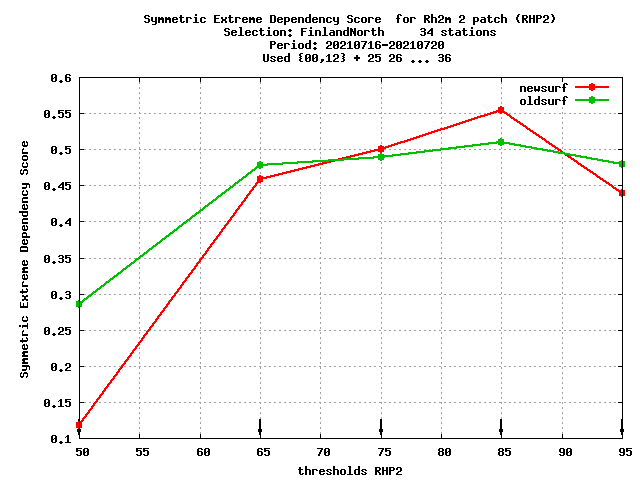 Symmetric Extreme Dependency Score  for Rh2m 2 patch (RHP2)
Selection: FinlandNorth     34 stations
Period: 20210716-20210720
Used {00,12} + 25 26 ... 36
newsurf
oldsurf
Symmetric Extreme Dependency Score
0.6
0.55
0.5
0.45
0.4
0.35
0.3
0.25
0.2
0.15
0.1
50 55 60 65 70 75 80 85 90 95
thresholds RHP2